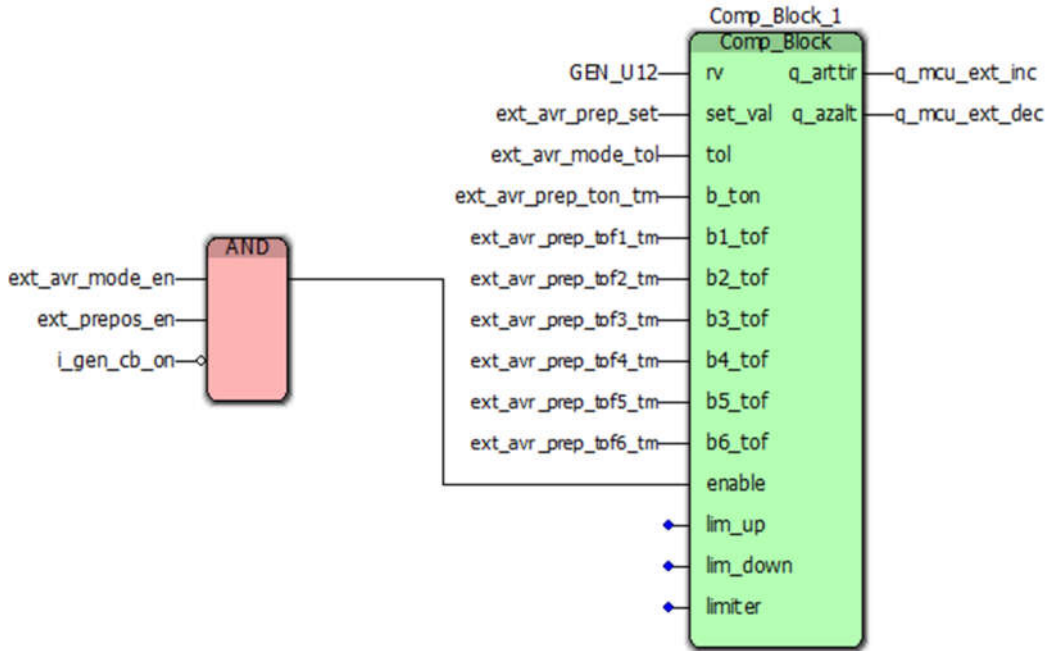 Comp_Block_1
Comp_Block
GEN_U12 rv q_arttir q_mcu_ext_inc
ext_avr_prep_set set_val q_azalt q_mcu_ext_dec
ext_avr_mode_tol tol
ext_avr_prep_ton_tm b_ton
ext_avr_prep_tof1_tm b1_tof
AND
ext_avr_mode_en ext_avr_prep_tof2_tm b2_tof
ext_prepos_en ext_avr_prep_tof3_tm b3_tof
i_gen_cb_on ext_avr_prep_tof4_tm b4_tof
ext_avr_prep_tof5_tm b5_tof
ext_avr_prep_tof6_tm b6_tof
enable
lim_up
lim_down
limiter